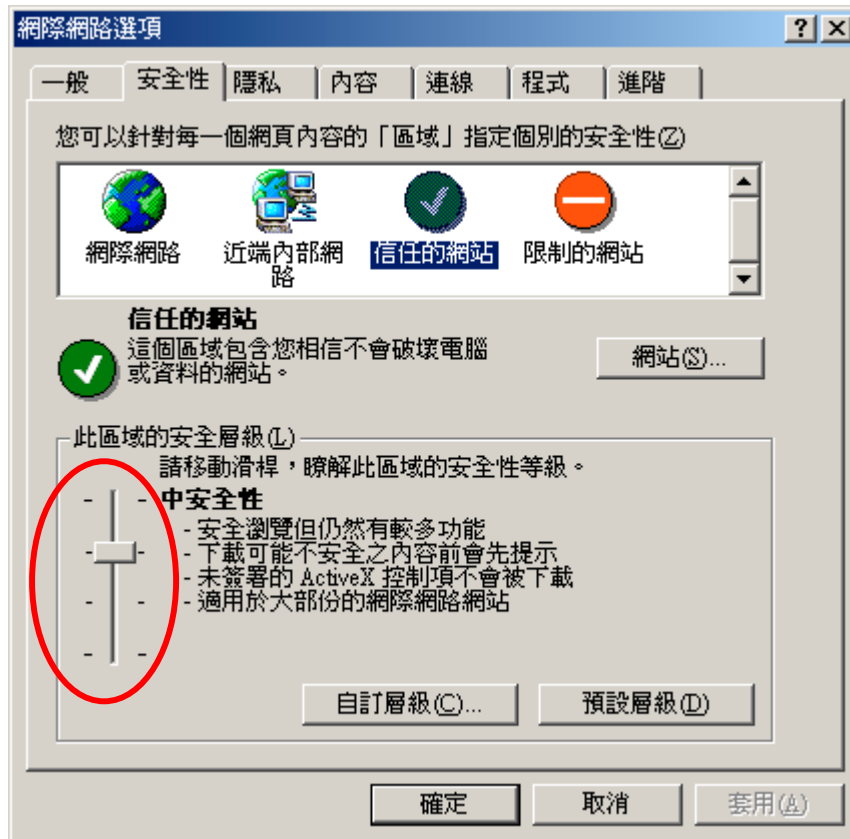 網際網路選項
一般 安全性 隱私 內容 連線 程式 進階
您可以針對每一個網頁內容的「區域」指定個別的安全性(Z)
網際網路 近端內部網路 信任的網站 限制的網站
信任的網站
這個區域包含您相信不會破壞電腦
或資料的網站。
網站(S)...
此區域的安全層級(L)
請移動滑桿，瞭解此區域的安全性等級。
中安全性
- 安全瀏覽但仍然有較多功能
- 下載可能不安全之內容前會先提示
- 未簽署的 ActiveX 控制項不會被下載
- 適用於大部份的網際網路網站
自訂層級(C)... 預設層級(D)
確定 取消 套用(A)